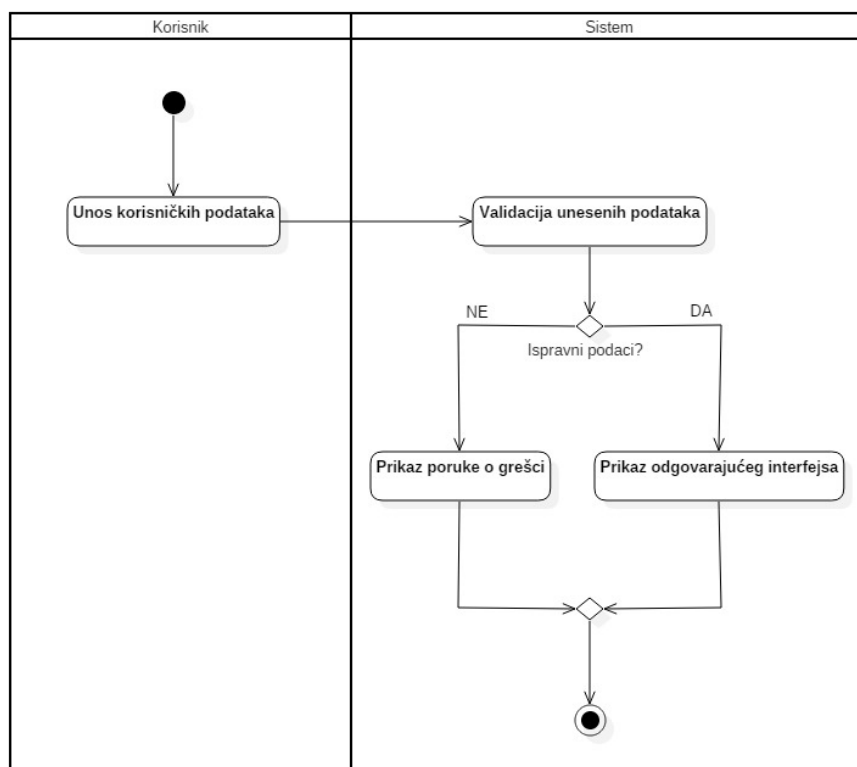 Korisnik
Sistem
Unos korisničkih podataka
Validacija unesenih podataka
NE
DA
Ispravni podaci?
Prikaz poruke o grešci
Prikaz odgovarajućeg interfejsa